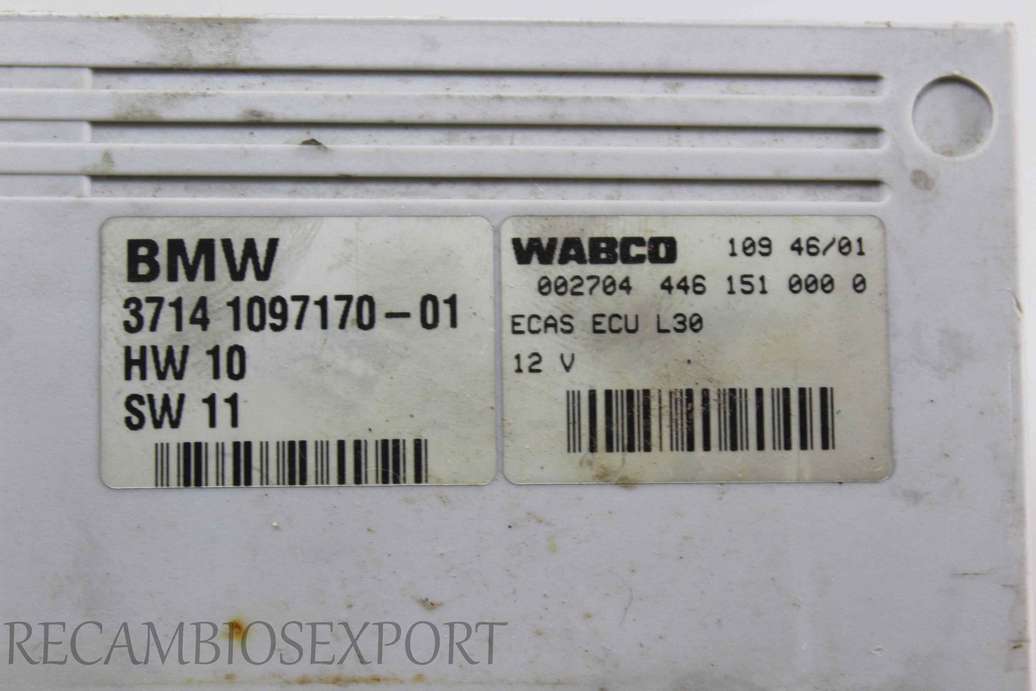 BMW
3714 1097170-01
HW 10
SW 11
WABCO 109 46/01
002704 446 151 000 0
ECAS ECU L30
12 V
RECAMBIOSEXPORT